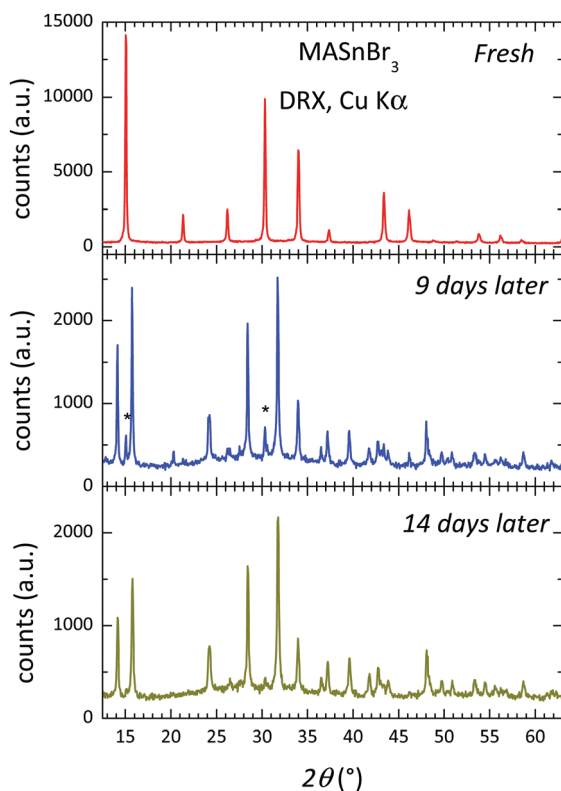 15000
10000
5000
0
counts (a.u.)
MASnBr3
Fresh
DRX, Cu Kα
2000
1000
0
counts (a.u.)
9 days later
*
*
2000
1000
0
counts (a.u.)
14 days later
15 20 25 30 35 40 45 50 55 60
2θ (°)